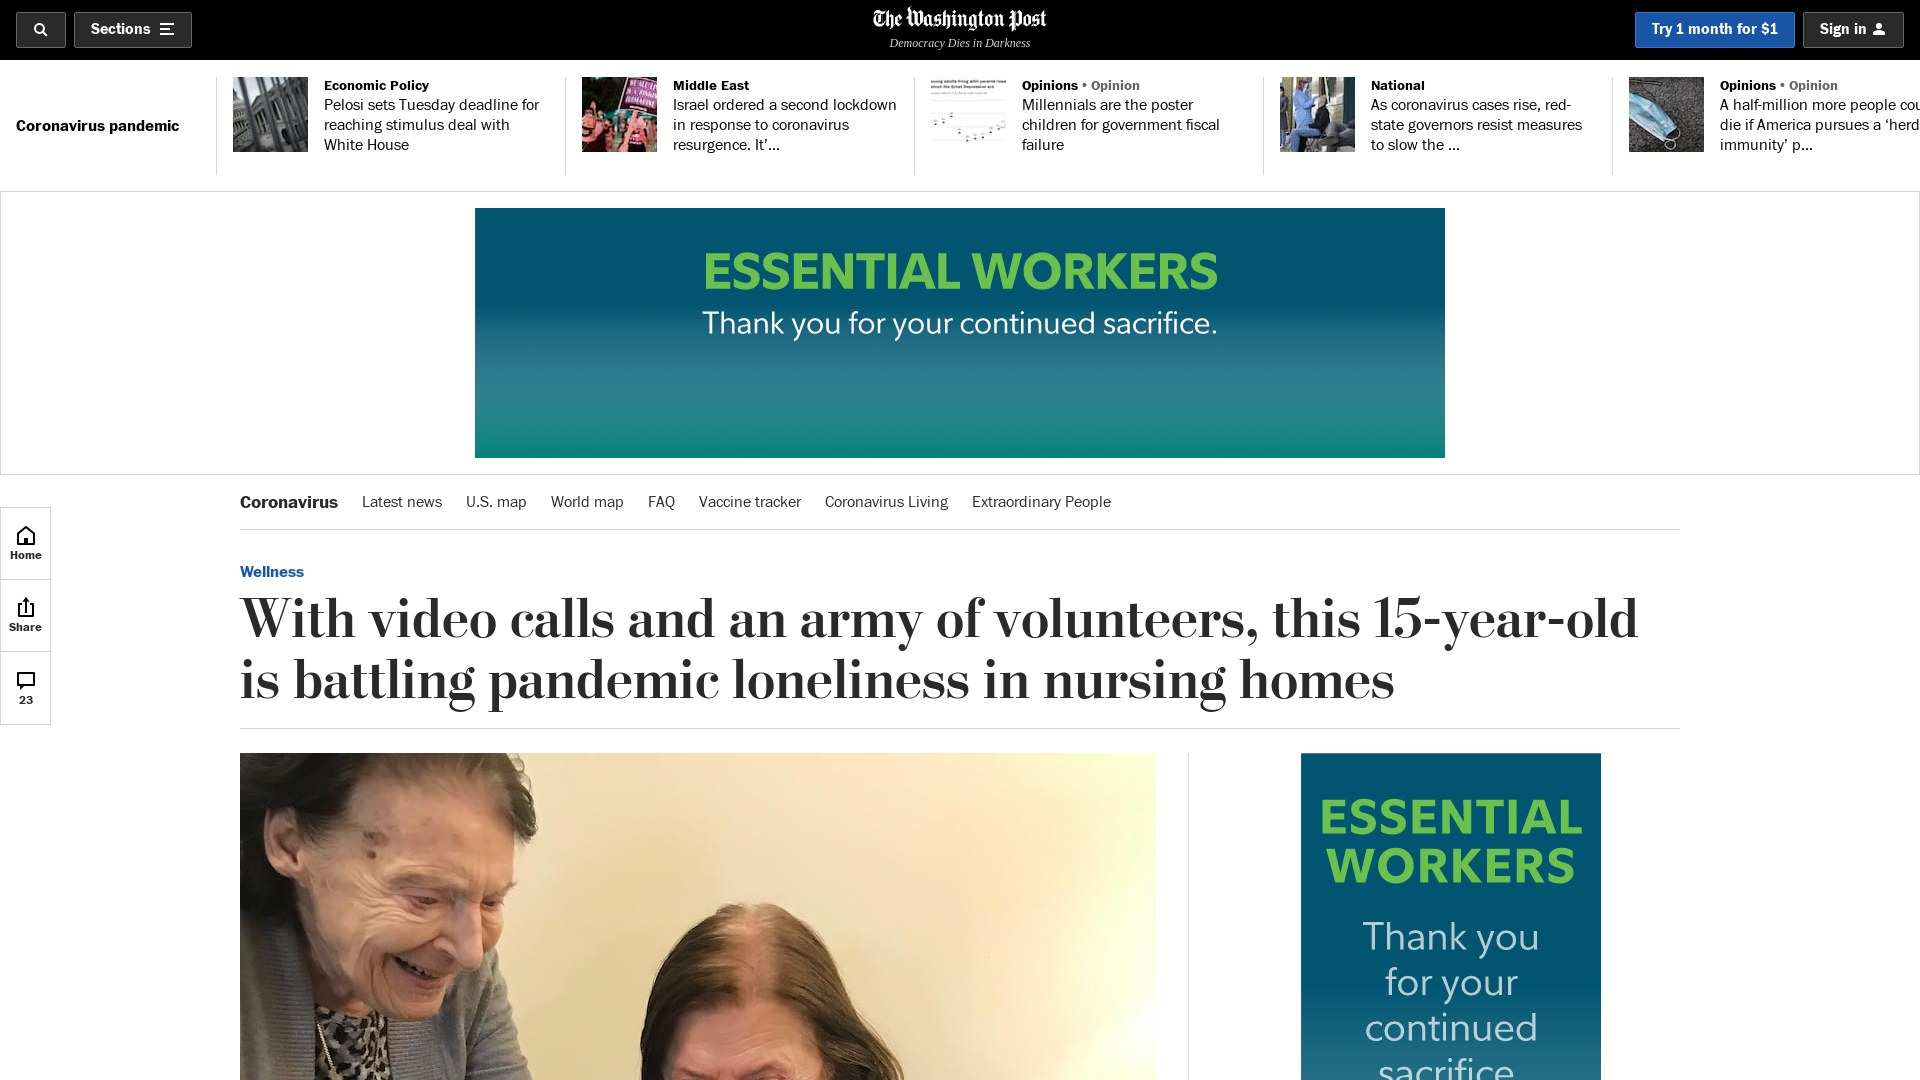 Sections
The Washington Post
Democracy Dies in Darkness
Try 1 month for $1
Sign in
Coronavirus pandemic
Economic Policy
Pelosi sets Tuesday deadline for
reaching stimulus deal with
White House
Middle East
Israel ordered a second lockdown
in response to coronavirus
resurgence. It’...
Opinions • Opinion
Millennials are the poster
children for government fiscal
failure
National
As coronavirus cases rise, red-
state governors resist measures
to slow the ...
Opinions • Opinion
A half-million more people cou
die if America pursues a ‘herd
immunity’ p...
ESSENTIAL WORKERS
Thank you for your continued sacrifice.
Coronavirus
Latest news
U.S. map
World map
FAQ
Vaccine tracker
Coronavirus Living
Extraordinary People
Home
Share
23
Wellness
With video calls and an army of volunteers, this 15-year-old
is battling pandemic loneliness in nursing homes
ESSENTIAL
WORKERS
Thank you
for your
continued
sacrifice